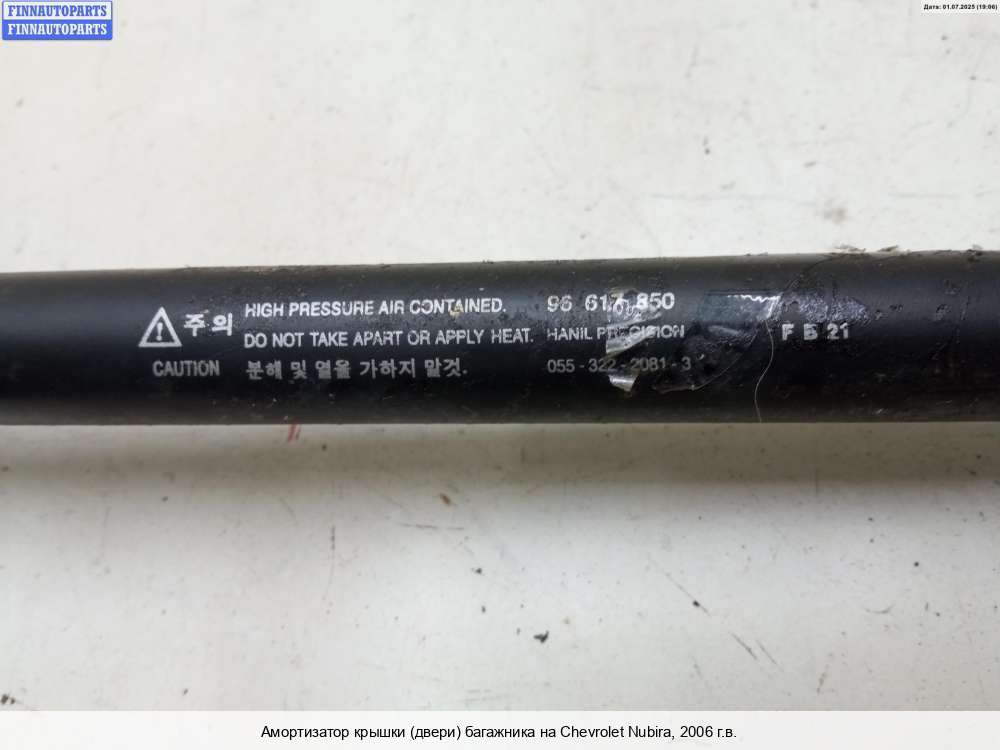 FINNAUTOPARTS
FINNAUTOPARTS
Дата: 01.07.2025 (19:06)
주의
CAUTION
HIGH PRESSURE AIR CONTAINED.
DO NOT TAKE APART OR APPLY HEAT.
분해 및 열을 가하지 말것.
96 617 850
HANIL PRECISION
055 - 322 - 2081 - 3
F B 21
Амортизатор крышки (двери) багажника на Chevrolet Nubira, 2006 г.в.